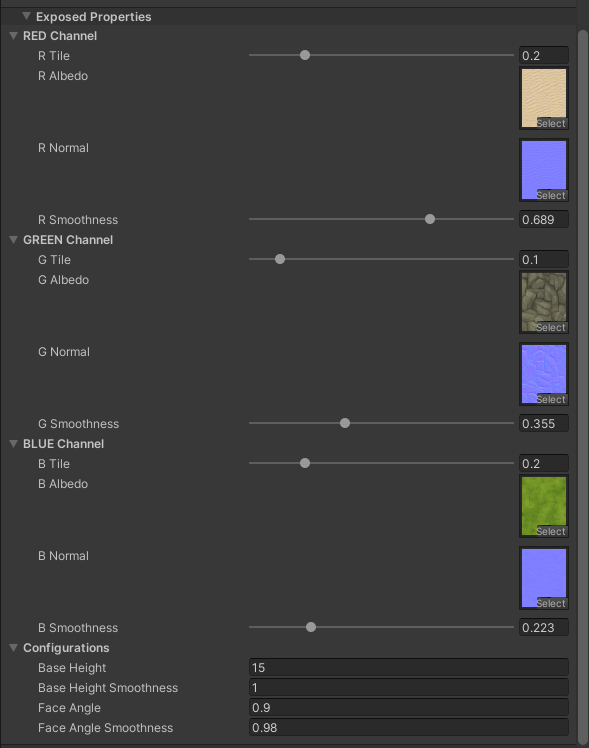 Exposed Properties
RED Channel
R Tile 0.2
R Albedo
Select
R Normal
Select
R Smoothness 0.689
GREEN Channel
G Tile 0.1
G Albedo
Select
G Normal
Select
G Smoothness 0.355
BLUE Channel
B Tile 0.2
B Albedo
Select
B Normal
Select
B Smoothness 0.223
Configurations
Base Height 15
Base Height Smoothness 1
Face Angle 0.9
Face Angle Smoothness 0.98